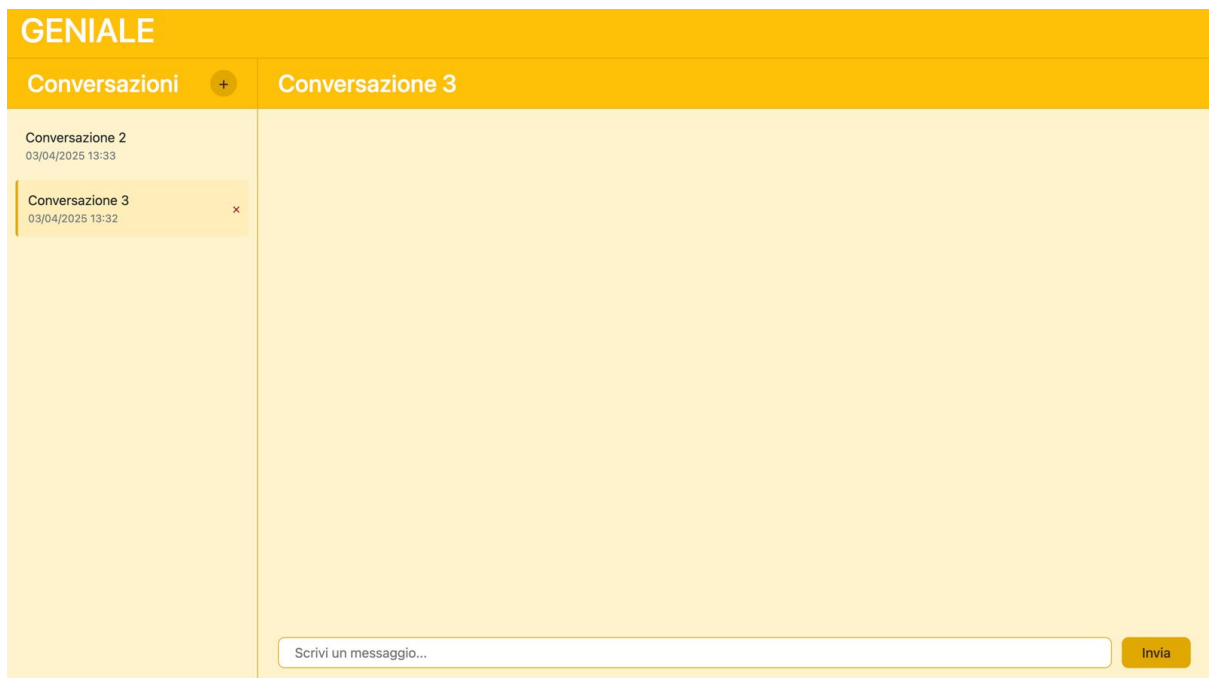 GENIALE
Conversazioni +
Conversazione 3
Conversazione 2
03/04/2025 13:33
Conversazione 3
03/04/2025 13:32
×
Scrivi un messaggio...
Invia